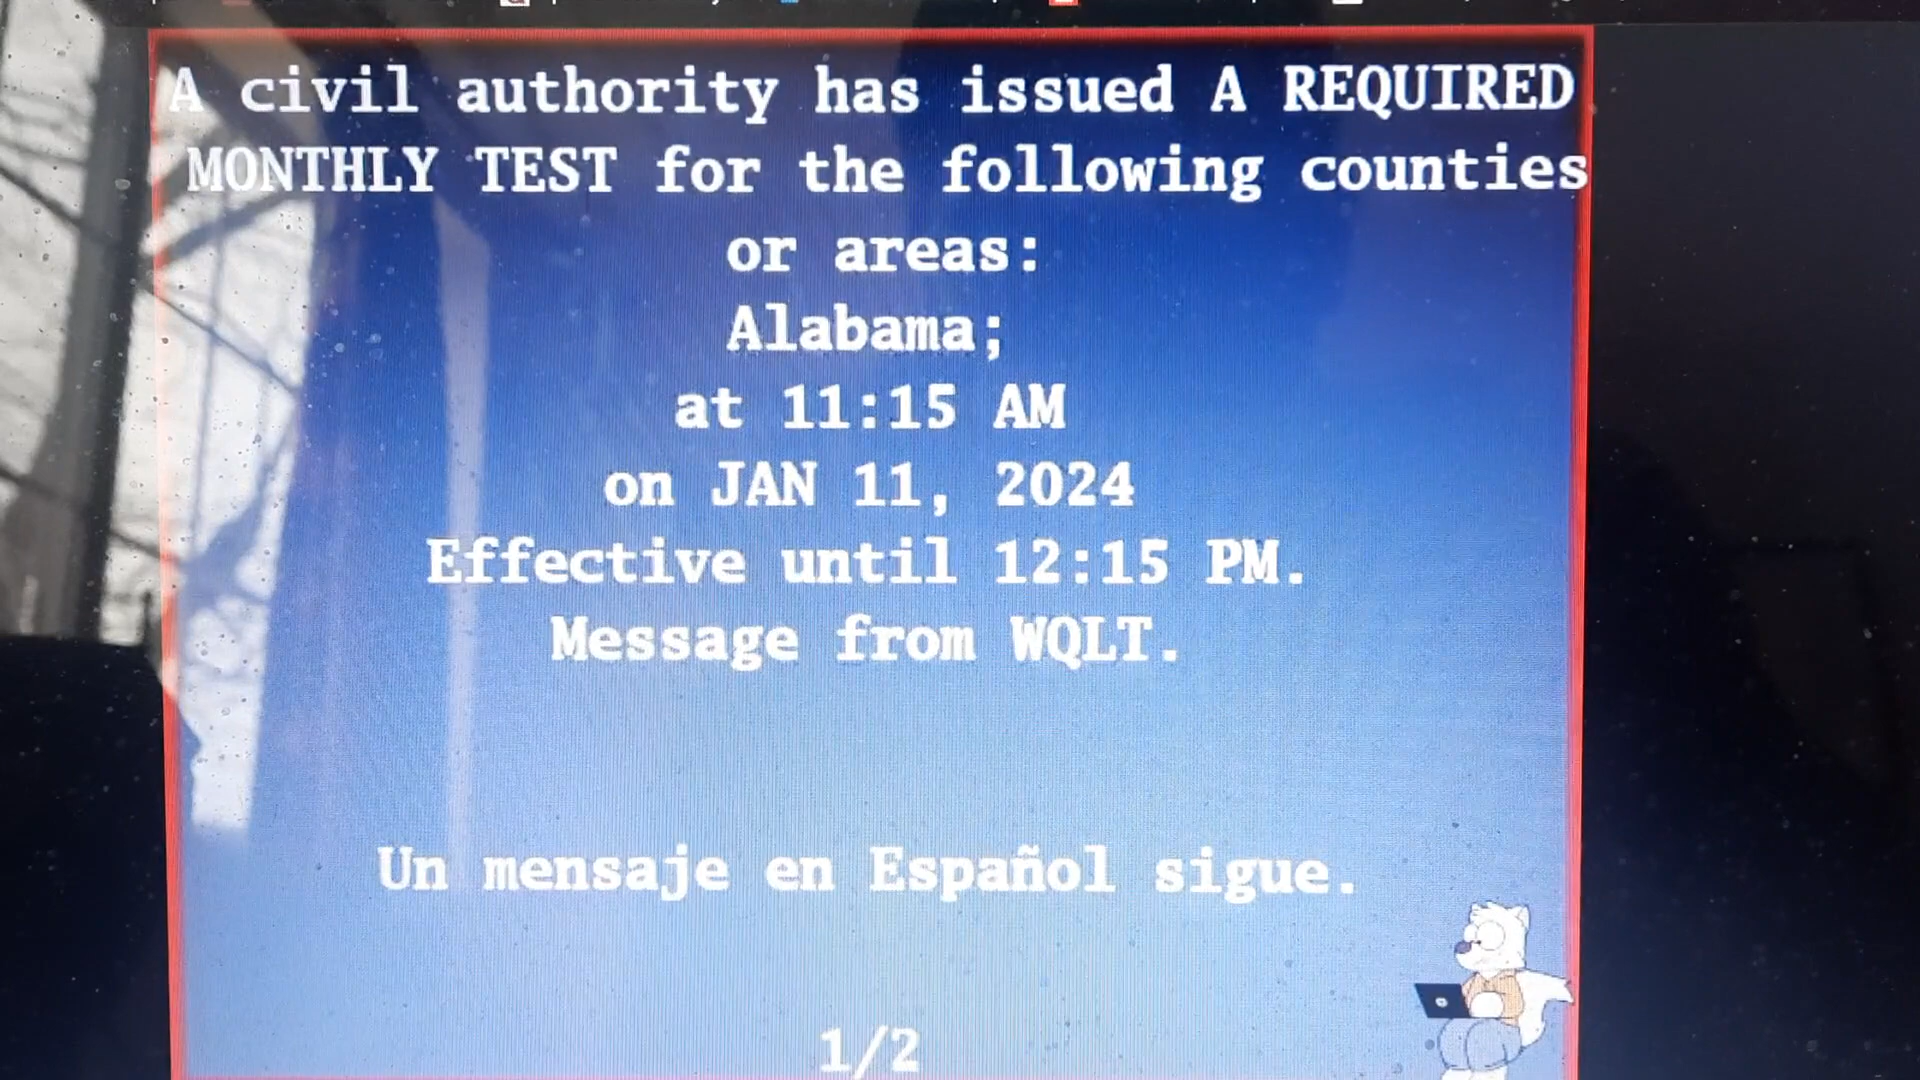 A civil authority has issued A REQUIRED
MONTHLY TEST for the following counties
or areas:
Alabama;
at 11:15 AM
on JAN 11, 2024
Effective until 12:15 PM.
Message from WQLT.
Un mensaje en Español sigue.
1/2